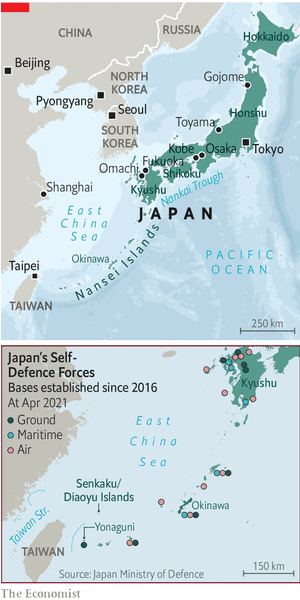 CHINA
RUSSIA
Hokkaido
Beijing
NORTH
KOREA
Gojome
Pyongyang
Seoul
Honshu
SOUTH
KOREA
Toyama
Kobe
Osaka
Tokyo
Omachi
Fukuoka
Shikoku
Kyushu
Nankai Trough
Shanghai
JAPAN
East
China
Sea
Nansei Islands
Okinawa
PACIFIC
OCEAN
Taipei
TAIWAN
250 km
Japan's Self-
Defence Forces
Bases established since 2016
At Apr 2021
Ground
Maritime
Air
Kyushu
East
China
Sea
Senkaku/
Diaoyu Islands
Okinawa
Taiwan Str.
Yonaguni
TAIWAN
150 km
Source: Japan Ministry of Defence
The Economist